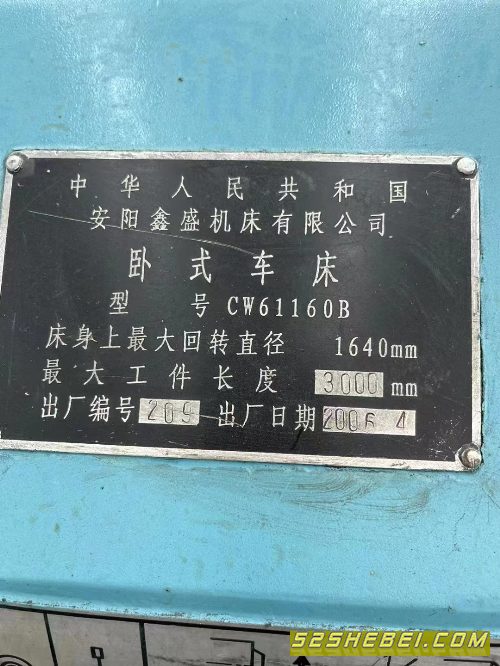 中华人民共和国
安阳鑫盛机床有限公司
卧式车床
型 号 CW61160B
床身上最大回转直径 1640mm
最大工件长度 3000 mm
出厂编号 209 出厂日期 2006 4
52SHEBEI.COM